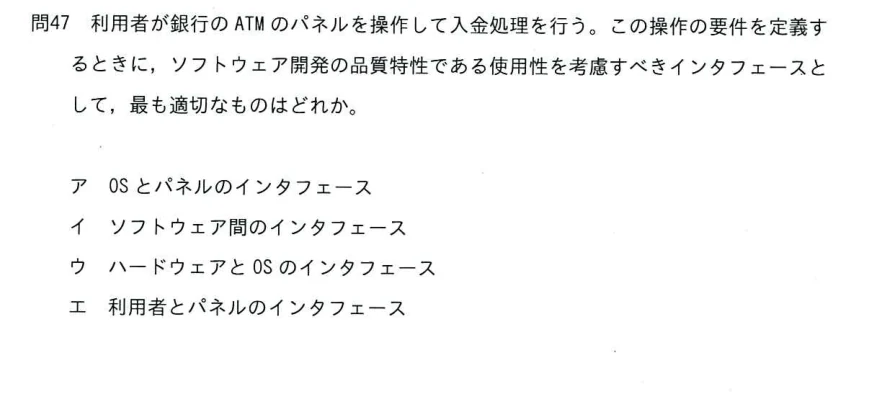 問47 利用者が銀行の ATM のパネルを操作して入金処理を行う。この操作の要件を定義す
るときに，ソフトウェア開発の品質特性である使用性を考慮すべきインタフェースと
して，最も適切なものはどれか。
ア OS とパネルのインタフェース
イ ソフトウェア間のインタフェース
ウ ハードウェアと OS のインタフェース
エ 利用者とパネルのインタフェース